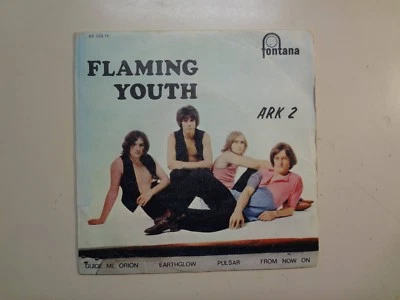 fontana
FLAMING
YOUTH
ARK 2
GUIDE ME ORION EARTHGLOW PULSAR FROM NOW ON